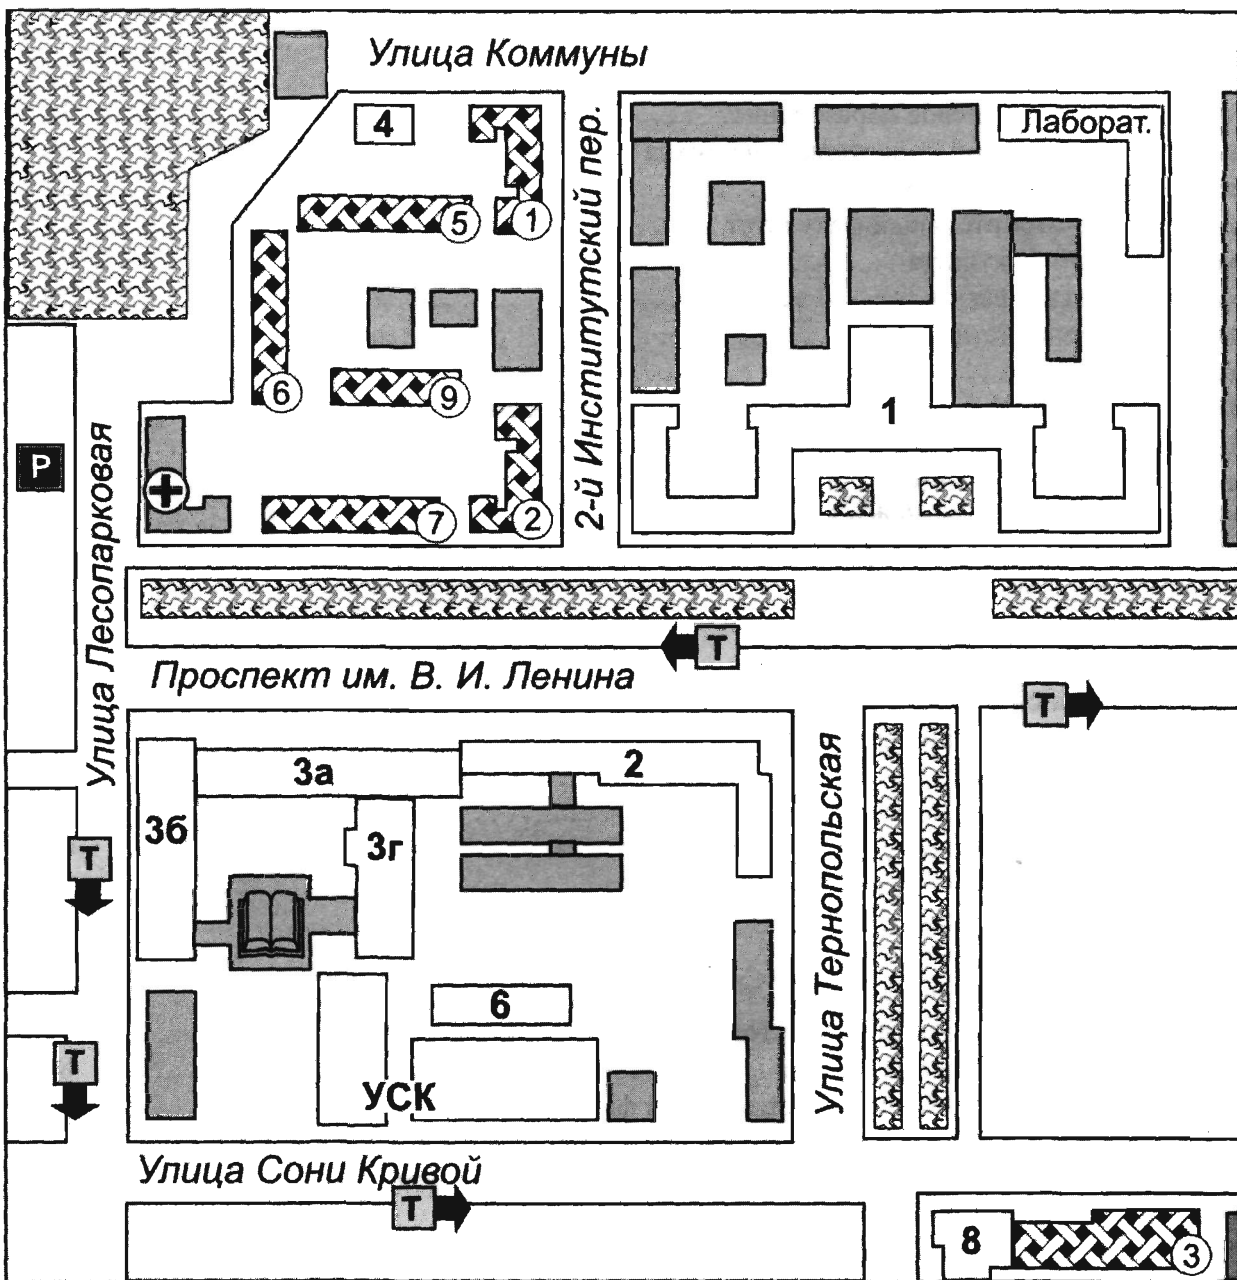 Улица Коммуны
4
Лаборат.
2-й Институтский пер.
5
1
6
9
1
P
Улица Лесопарковая
7
2
T
Проспект им. В. И. Ленина
T
3а
2
3б
3г
T
Улица Тернопольская
6
T
УСК
Улица Сони Кривой
T
8
3